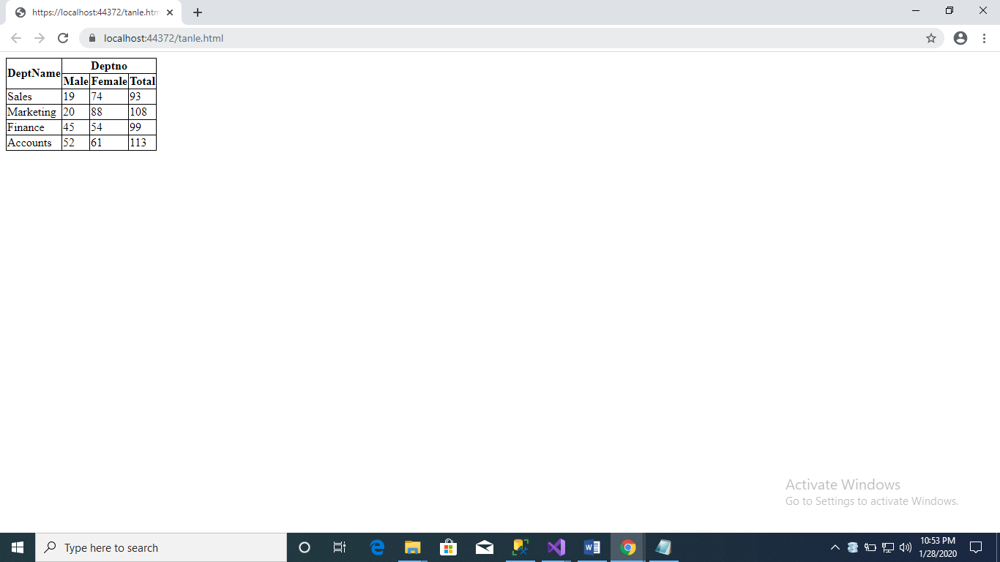 https://localhost:44372/tanle.htm
localhost:44372/tanle.html
DeptName Deptno
Male Female Total
Sales 19 74 93
Marketing 20 88 108
Finance 45 54 99
Accounts 52 61 113
Activate Windows
Go to Settings to activate Windows.
Type here to search
10:53 PM
1/28/2020